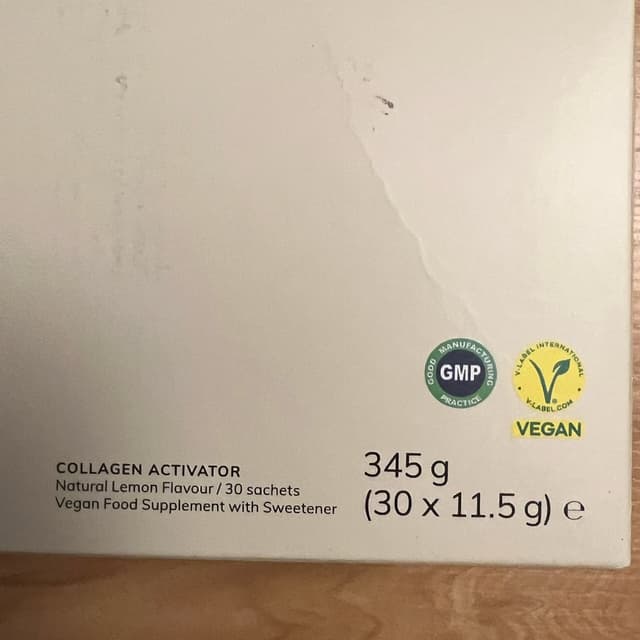 GOOD MANUFACTURING PRACTICE
GMP
V-LABEL INTERNATIONAL
V-LABEL.COM
VEGAN
COLLAGEN ACTIVATOR
Natural Lemon Flavour / 30 sachets
Vegan Food Supplement with Sweetener
345 g
(30 x 11.5 g) e